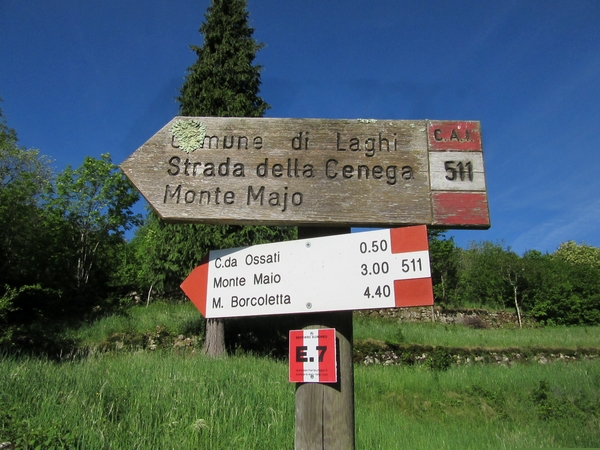 Comune di Laghi
Strada della Cenega
Monte Majo
C.A.I.
511
C.da Ossati 0.50
Monte Maio 3.00
M. Borcoletta 4.40
511
E.7